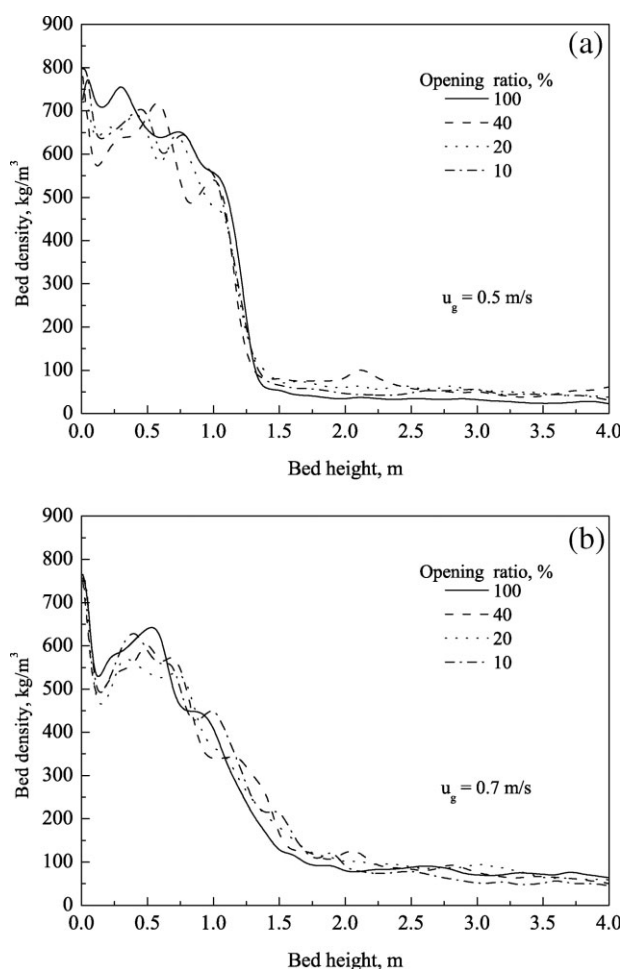 (a)
Opening ratio, %
100
40
20
10
u_g = 0.5 m/s
Bed density, kg/m³
900
800
700
600
500
400
300
200
100
0
0.0 0.5 1.0 1.5 2.0 2.5 3.0 3.5 4.0
Bed height, m
(b)
Opening ratio, %
100
40
20
10
u_g = 0.7 m/s
Bed density, kg/m³
900
800
700
600
500
400
300
200
100
0
0.0 0.5 1.0 1.5 2.0 2.5 3.0 3.5 4.0
Bed height, m